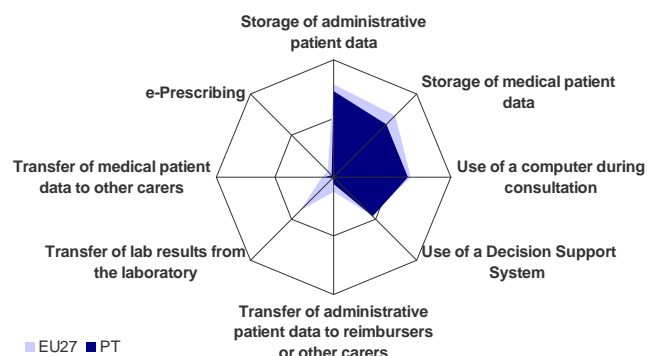 Storage of administrative
patient data
Storage of medical patient
data
e-Prescribing
Use of a computer during
consultation
Transfer of medical patient
data to other carers
Use of a Decision Support
System
Transfer of lab results from
the laboratory
Transfer of administrative
patient data to reimbursers
or other carers
EU27 PT